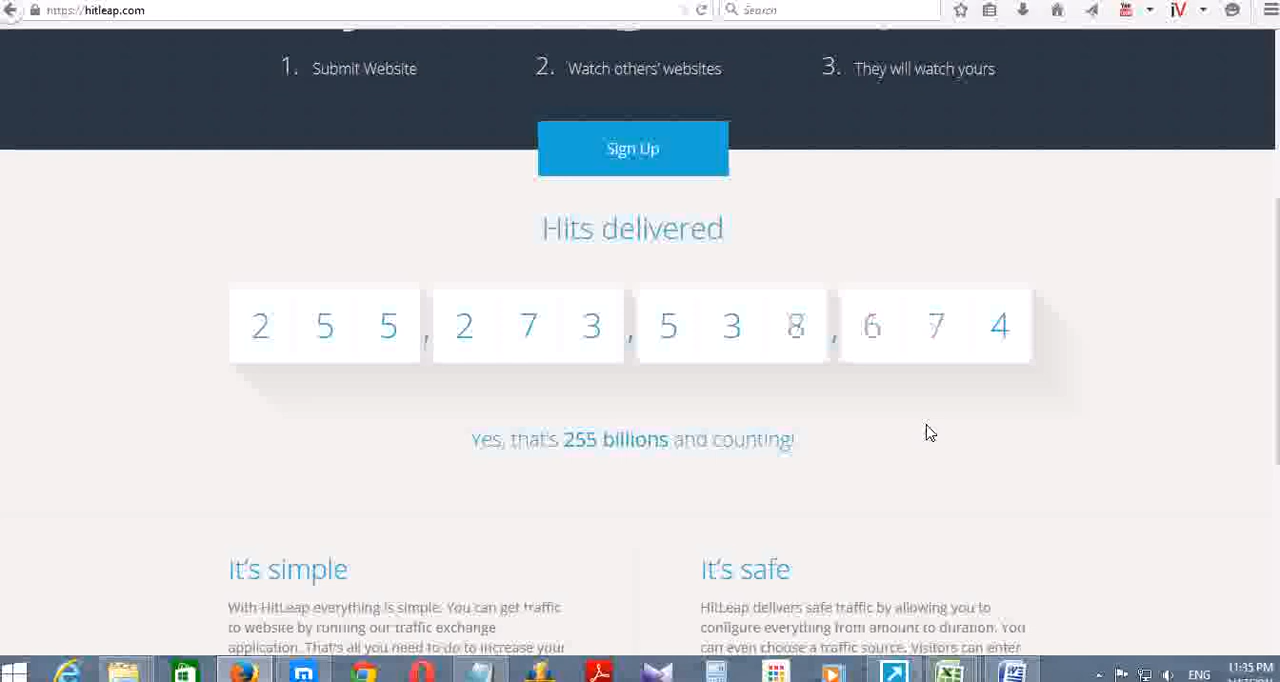 https://hitleap.com
Search
1. Submit Website
2. Watch others' websites
3. They will watch yours
Sign Up
Hits delivered
255,273,538,674
Yes, that's 255 billions and counting!
It's simple
With HitLeap everything is simple. You can get traffic
to website by running our traffic exchange
application. That's all you need to do to increase your
It's safe
HitLeap delivers safe traffic by allowing you to
configure everything from amount to duration. You
can even choose a traffic source. Visitors can enter
ENG
11:35 PM